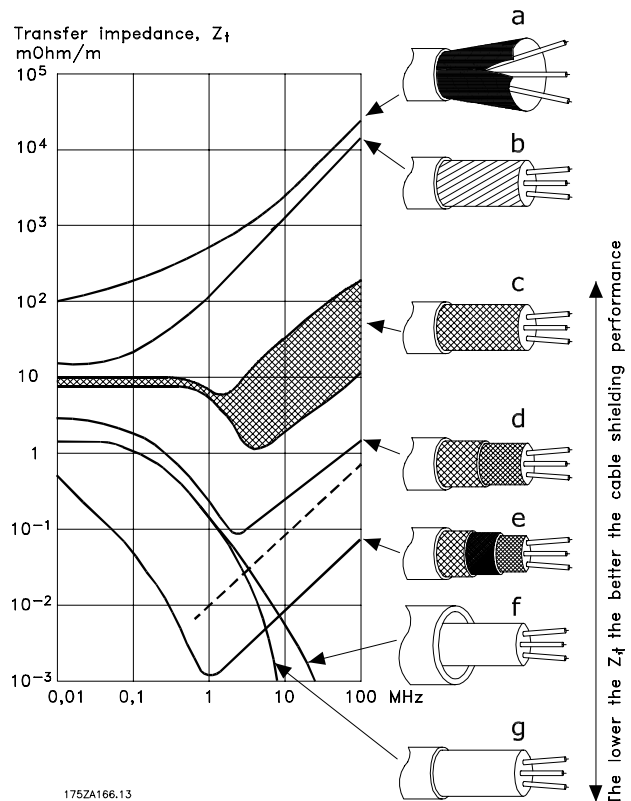 Transfer impedance, Zt
mOhm/m
a
10⁵
b
10⁴
10³
c
10²
10
d
1
e
10⁻¹
f
10⁻²
10⁻³
0,01 0,1 1 10 100 MHz
g
The lower the Zt the better the cable shielding performance
175ZA166.13